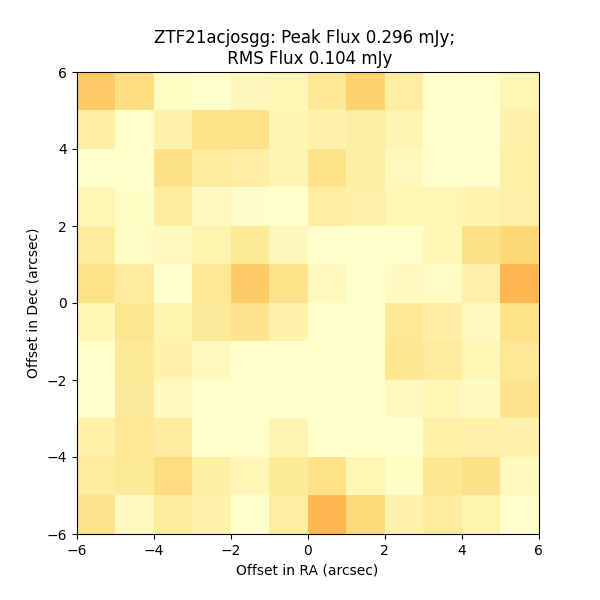 ZTF21acjosgg: Peak Flux 0.296 mJy;
RMS Flux 0.104 mJy
6
4
2
0
−2
−4
−6
Offset in Dec (arcsec)
−6 −4 −2 0 2 4 6
Offset in RA (arcsec)